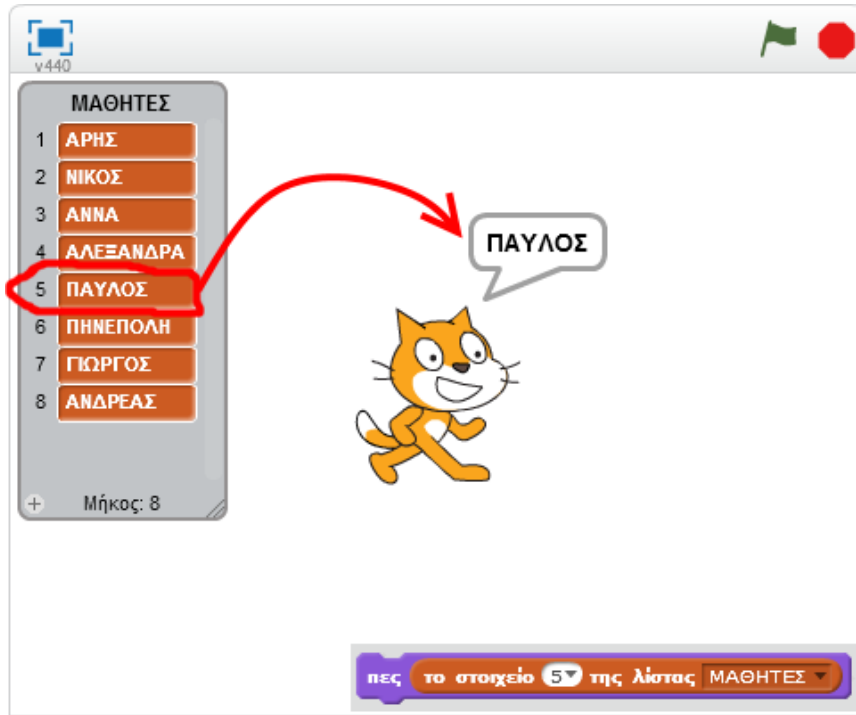 v440
ΜΑΘΗΤΕΣ
1 ΑΡΗΣ
2 ΝΙΚΟΣ
3 ΑΝΝΑ
4 ΑΛΕΞΑΝΔΡΑ
5 ΠΑΥΛΟΣ
6 ΠΗΝΕΠΟΛΗ
7 ΓΙΩΡΓΟΣ
8 ΑΝΔΡΕΑΣ
+ Μήκος: 8
ΠΑΥΛΟΣ
πες το στοιχείο 5 της λίστας ΜΑΘΗΤΕΣ